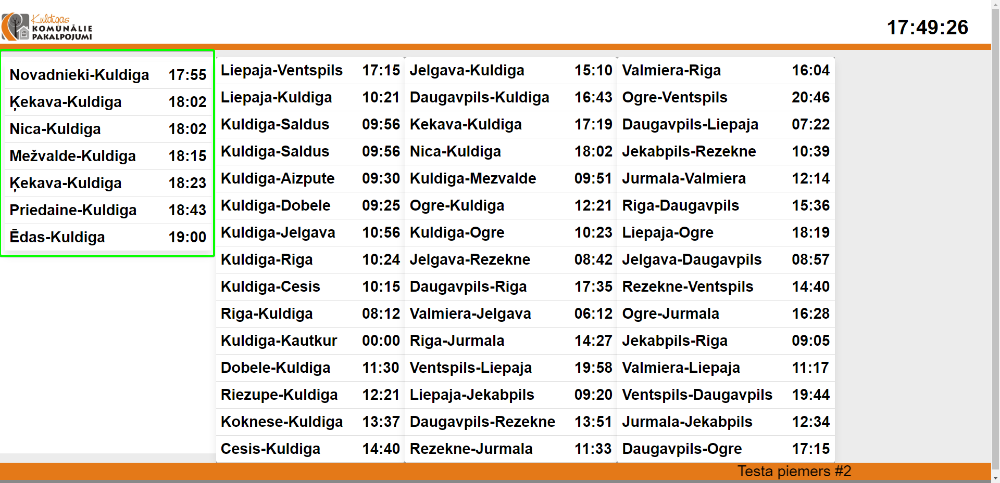 Kuldīgas
KOMUNĀLIE
PAKALPOJUMI
17:49:26
Novadnieki-Kuldiga 17:55
Ķekava-Kuldiga 18:02
Nica-Kuldiga 18:02
Mežvalde-Kuldiga 18:15
Ķekava-Kuldiga 18:23
Priedaine-Kuldiga 18:43
Ēdas-Kuldiga 19:00
Liepaja-Ventspils 17:15
Liepaja-Kuldiga 10:21
Kuldiga-Saldus 09:56
Kuldiga-Saldus 09:56
Kuldiga-Aizpute 09:30
Kuldiga-Dobele 09:25
Kuldiga-Jelgava 10:56
Kuldiga-Riga 10:24
Kuldiga-Cesis 10:15
Riga-Kuldiga 08:12
Kuldiga-Kautkur 00:00
Dobele-Kuldiga 11:30
Riezupe-Kuldiga 12:21
Koknese-Kuldiga 13:37
Cesis-Kuldiga 14:40
Jelgava-Kuldiga 15:10
Daugavpils-Kuldiga 16:43
Kekava-Kuldiga 17:19
Nica-Kuldiga 18:02
Kuldiga-Mezvalde 09:51
Ogre-Kuldiga 12:21
Kuldiga-Ogre 10:23
Jelgava-Rezekne 08:42
Daugavpils-Riga 17:35
Valmiera-Jelgava 06:12
Riga-Jurmala 14:27
Ventspils-Liepaja 19:58
Liepaja-Jekabpils 09:20
Daugavpils-Rezekne 13:51
Rezekne-Jurmala 11:33
Valmiera-Riga 16:04
Ogre-Ventspils 20:46
Daugavpils-Liepaja 07:22
Jekabpils-Rezekne 10:39
Jurmala-Valmiera 12:14
Riga-Daugavpils 15:36
Liepaja-Ogre 18:19
Jelgava-Daugavpils 08:57
Rezekne-Ventspils 14:40
Ogre-Jurmala 16:28
Jekabpils-Riga 09:05
Valmiera-Liepaja 11:17
Ventspils-Daugavpils 19:44
Jurmala-Jekabpils 12:34
Daugavpils-Ogre 17:15
Testa piemers #2